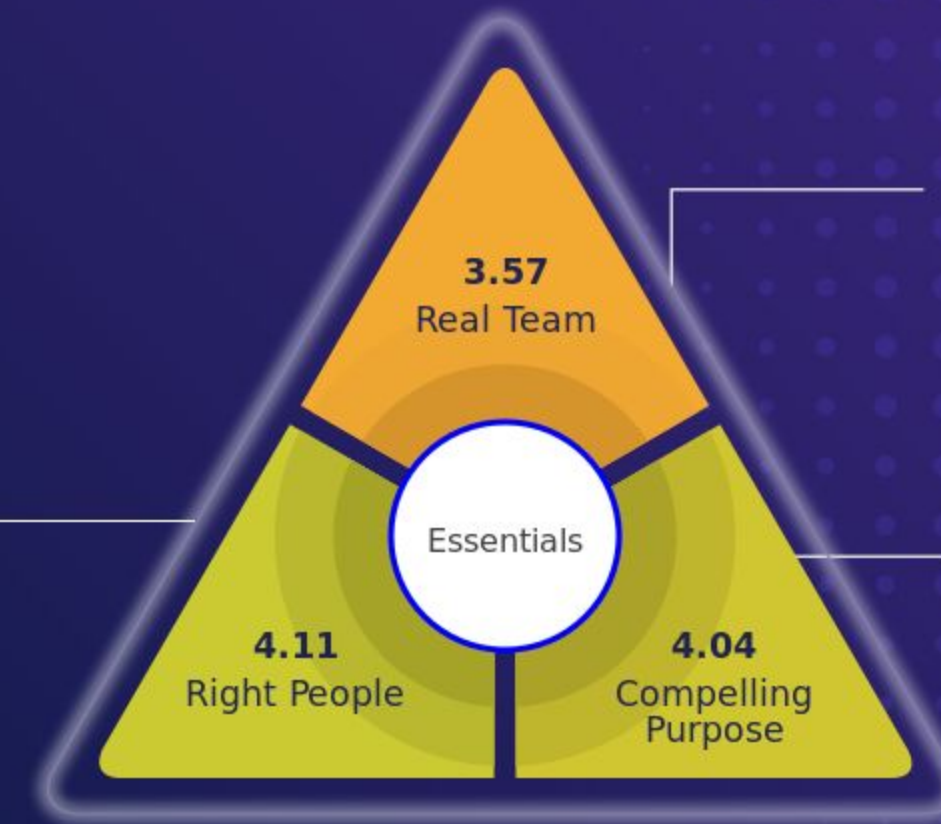 3.57
Real Team
Essentials
4.11
Right People
4.04
Compelling
Purpose